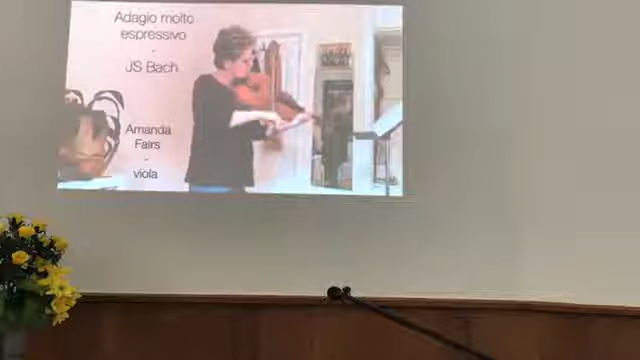 Adagio molto
espressivo
-
JS Bach
Amanda
Fairs
-
viola